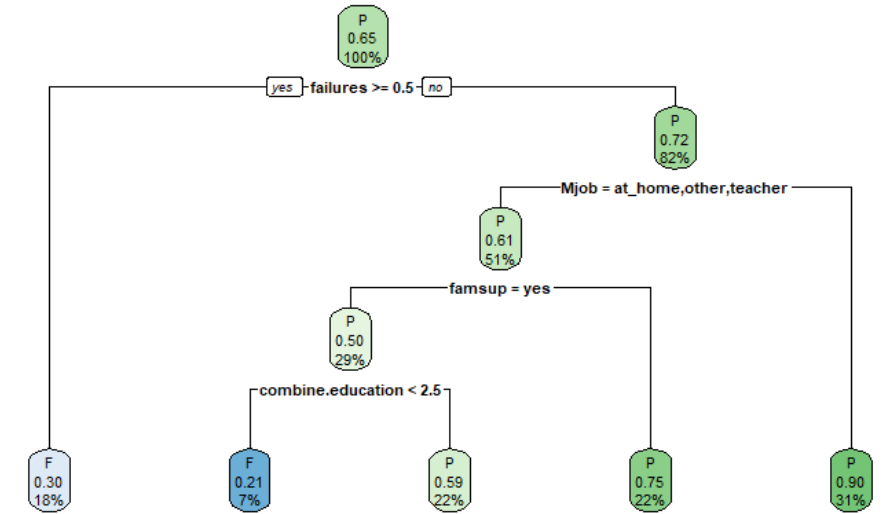 P
0.65
100%
yes failures >= 0.5 no
P
0.72
82%
Mjob = at_home,other,teacher
P
0.61
51%
famsup = yes
P
0.50
29%
combine.education < 2.5
F
0.30
18%
F
0.21
7%
P
0.59
22%
P
0.75
22%
P
0.90
31%